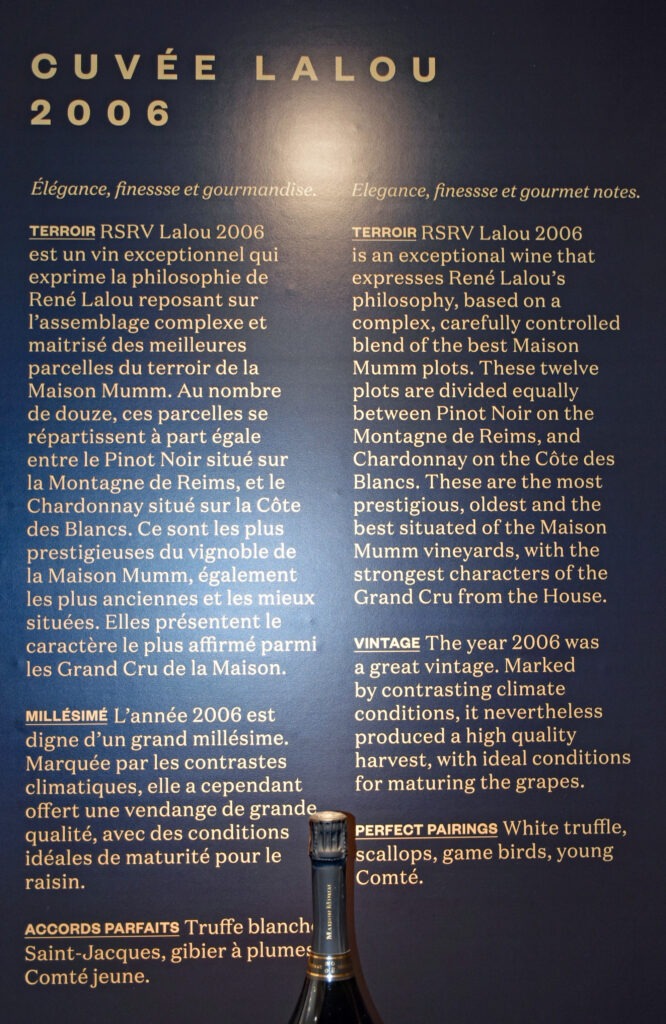 CUVÉE LALOU
2006
Élégance, finessse et gourmandise.
TERROIR RSRV Lalou 2006
est un vin exceptionnel qui
exprime la philosophie de
René Lalou reposant sur
l’assemblage complexe et
maitrisé des meilleures
parcelles du terroir de la
Maison Mumm. Au nombre
de douze, ces parcelles se
répartissent à part égale
entre le Pinot Noir situé sur
la Montagne de Reims, et le
Chardonnay situé sur la Côte
des Blancs. Ce sont les plus
prestigieuses du vignoble de
la Maison Mumm, également
les plus anciennes et les mieux
situées. Elles présentent le
caractère le plus affirmé parmi
les Grand Cru de la Maison.
MILLÉSIMÉ L’année 2006 est
digne d’un grand millésime.
Marquée par les contrastes
climatiques, elle a cependant
offert une vendange de grande
qualité, avec des conditions
idéales de maturité pour le
raisin.
ACCORDS PARFAITS Truffe blanch
Saint-Jacques, gibier à plumes
Comté jeune.
Elegance, finessse et gourmet notes.
TERROIR RSRV Lalou 2006
is an exceptional wine that
expresses René Lalou’s
philosophy, based on a
complex, carefully controlled
blend of the best Maison
Mumm plots. These twelve
plots are divided equally
between Pinot Noir on the
Montagne de Reims, and
Chardonnay on the Côte des
Blancs. These are the most
prestigious, oldest and the
best situated of the Maison
Mumm vineyards, with the
strongest characters of the
Grand Cru from the House.
VINTAGE The year 2006 was
a great vintage. Marked
by contrasting climate
conditions, it nevertheless
produced a high quality
harvest, with ideal conditions
for maturing the grapes.
PERFECT PAIRINGS White truffle,
scallops, game birds, young
Comté.
MAISON MUMM